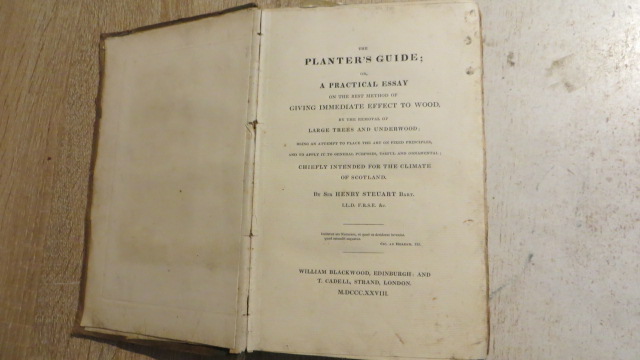 THE
PLANTER'S GUIDE;
OR,
A PRACTICAL ESSAY
ON THE BEST METHOD OF
GIVING IMMEDIATE EFFECT TO WOOD,
BY THE REMOVAL OF
LARGE TREES AND UNDERWOOD;
BEING AN ATTEMPT TO PLACE THE ART ON FIXED PRINCIPLES,
AND TO APPLY IT TO GENERAL PURPOSES, USEFUL AND ORNAMENTAL;
CHIEFLY INTENDED FOR THE CLIMATE
OF SCOTLAND.
By Sir HENRY STEUART Bart.
LL.D. F.R.S.E. &c.
WILLIAM BLACKWOOD, EDINBURGH: AND
T. CADELL, STRAND, LONDON.
M.DCCC.XXVIII.